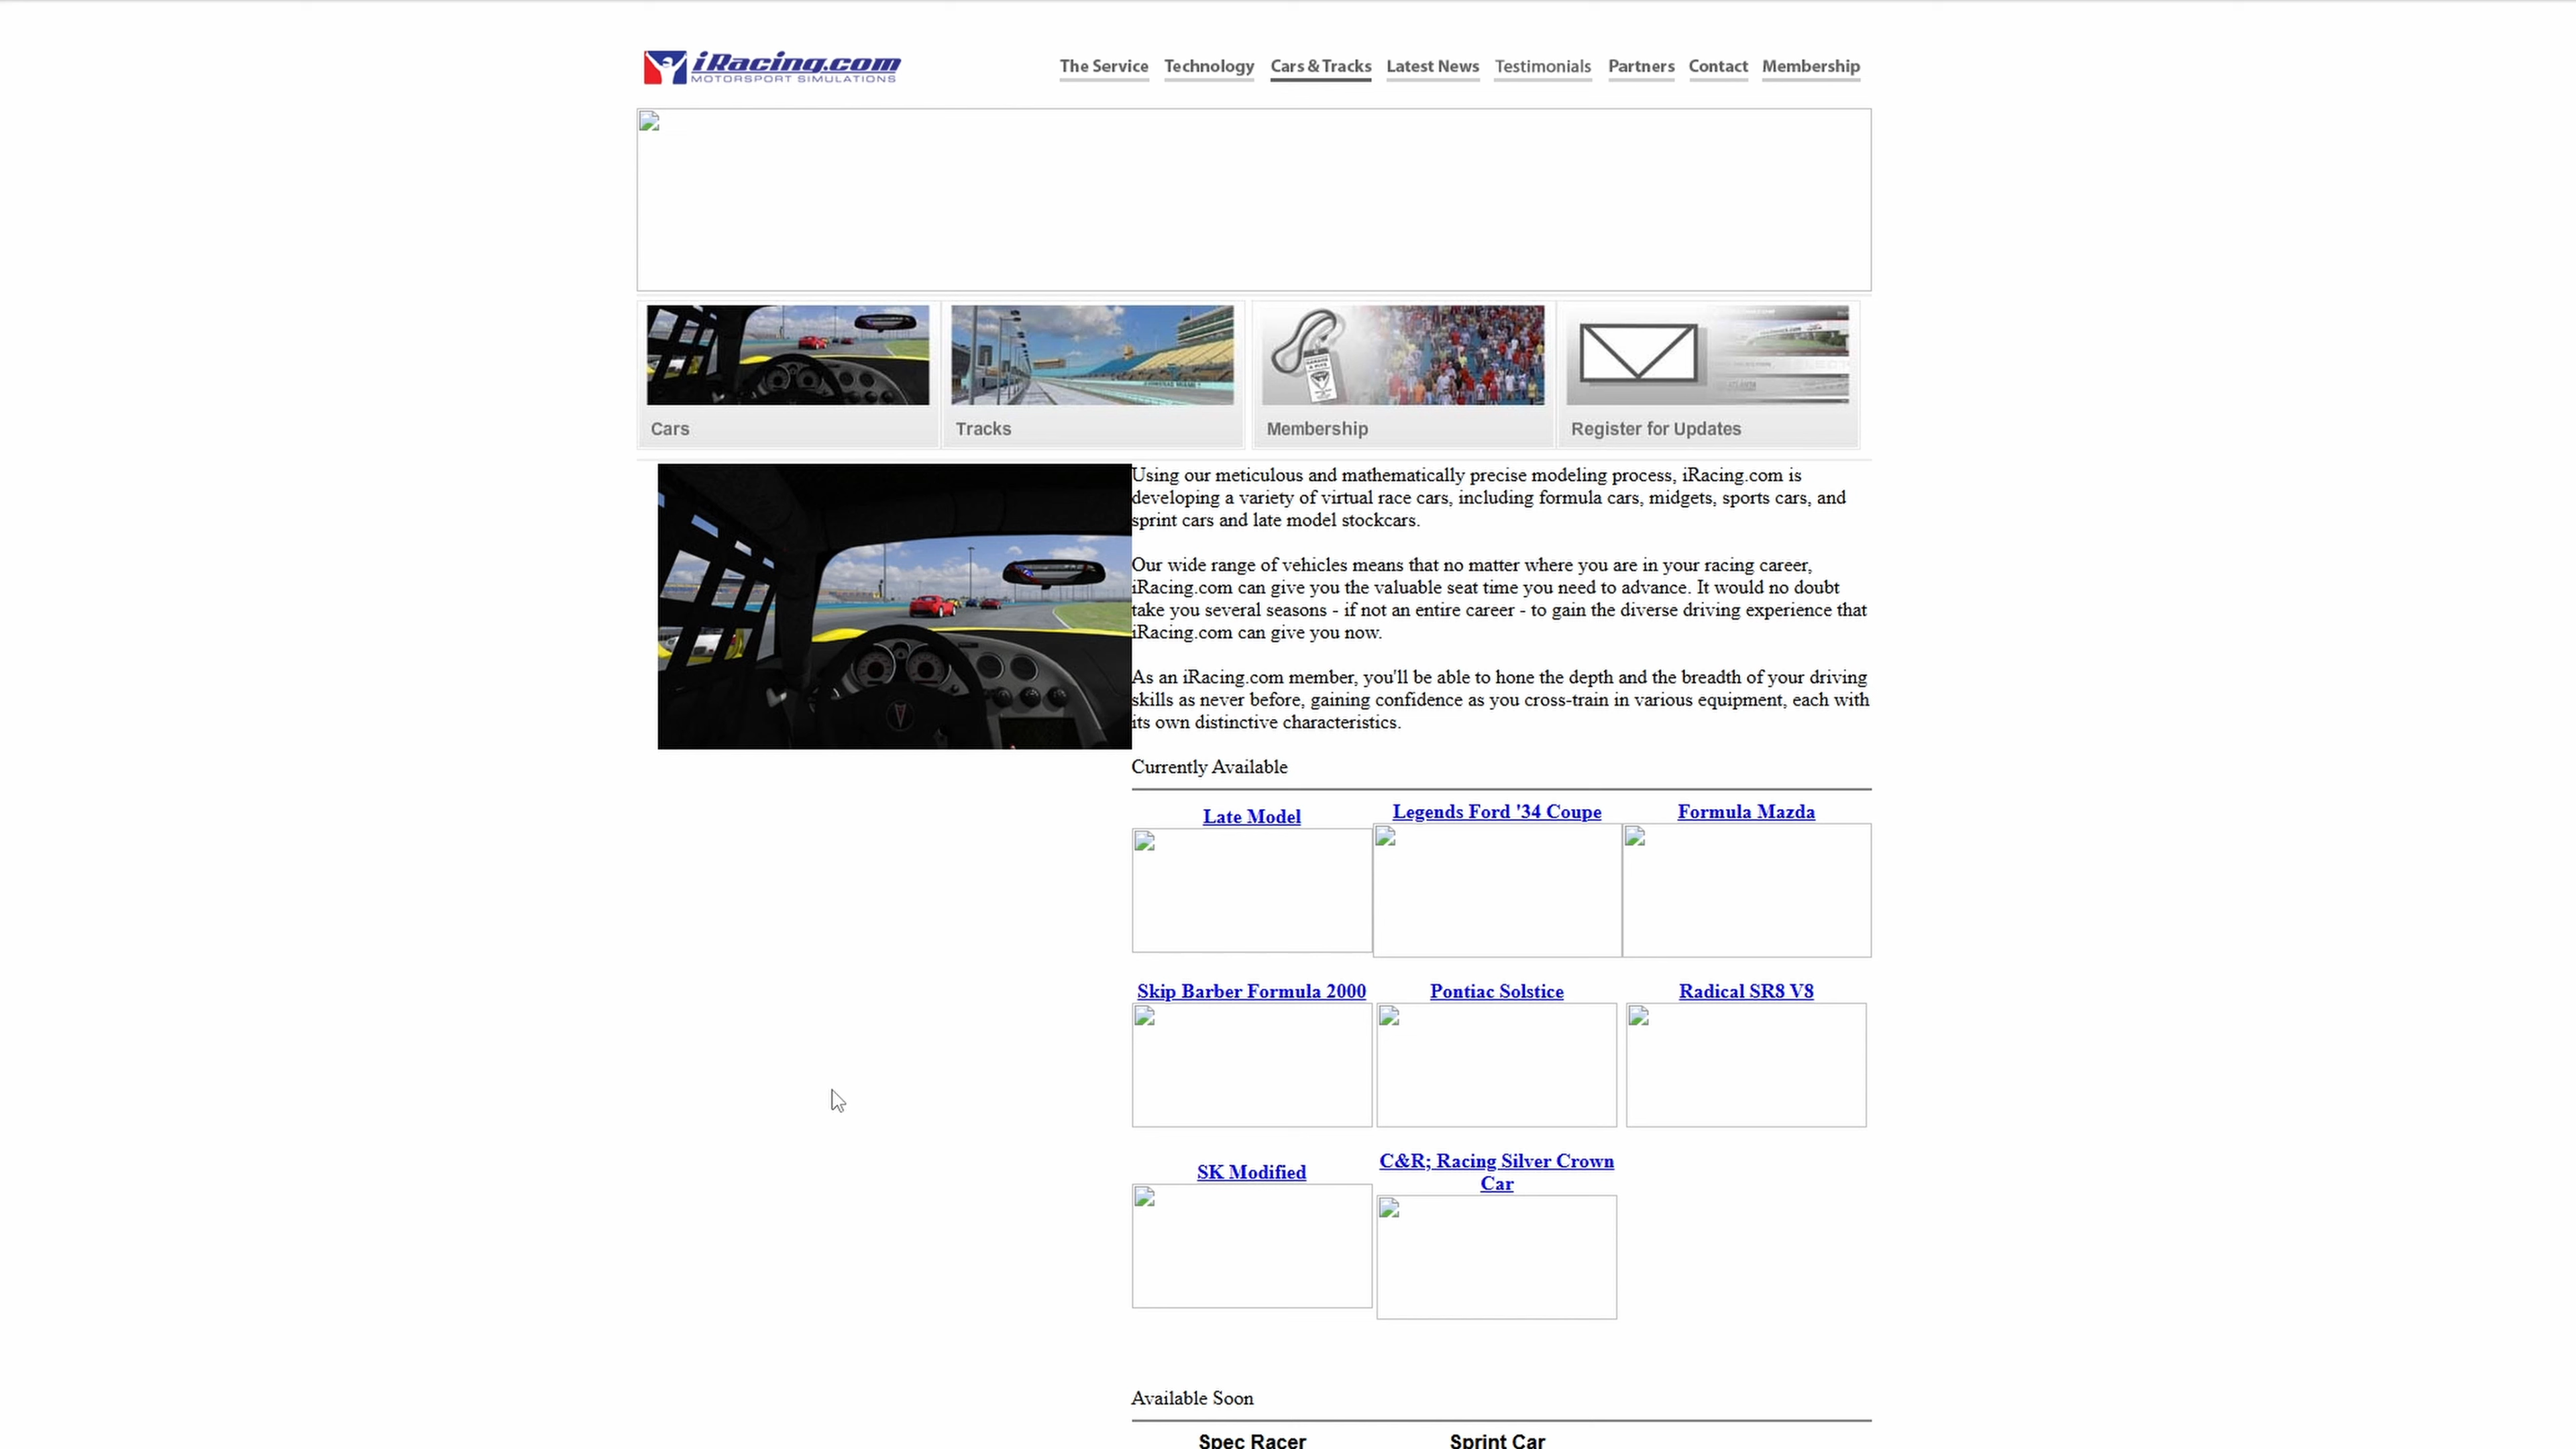 iRacing.com
MOTORSPORT SIMULATIONS
The Service Technology Cars & Tracks Latest News Testimonials Partners Contact Membership
Cars
Tracks
Membership
Register for Updates
Using our meticulous and mathematically precise modeling process, iRacing.com is
developing a variety of virtual race cars, including formula cars, midgets, sports cars, and
sprint cars and late model stockcars.
Our wide range of vehicles means that no matter where you are in your racing career,
iRacing.com can give you the valuable seat time you need to advance. It would no doubt
take you several seasons - if not an entire career - to gain the diverse driving experience that
iRacing.com can give you now.
As an iRacing.com member, you'll be able to hone the depth and the breadth of your driving
skills as never before, gaining confidence as you cross-train in various equipment, each with
its own distinctive characteristics.
Currently Available
Late Model
Legends Ford '34 Coupe
Formula Mazda
Skip Barber Formula 2000
Pontiac Solstice
Radical SR8 V8
SK Modified
C&R; Racing Silver Crown
Car
Available Soon
Spec Racer
Sprint Car